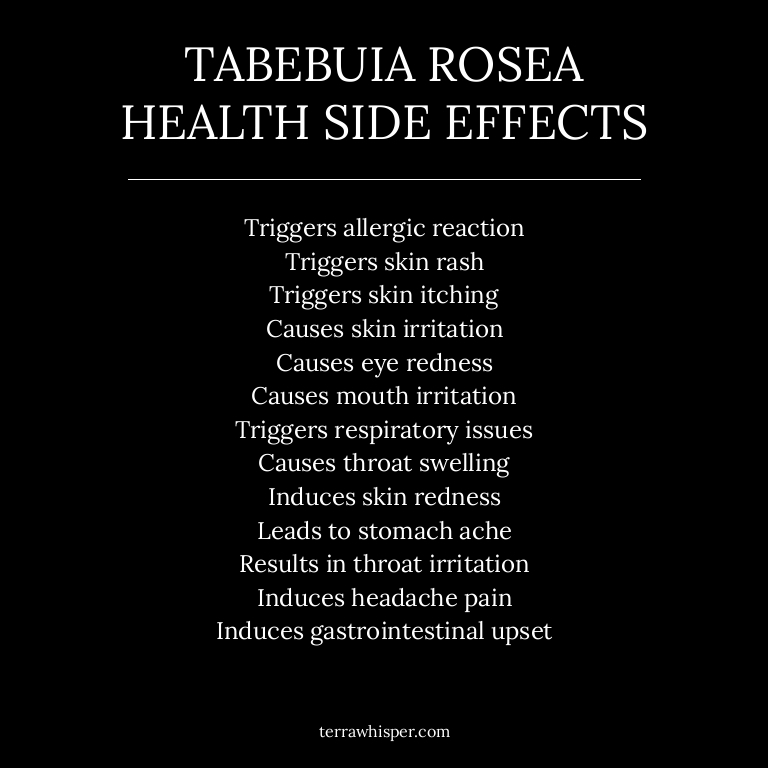 TABEBUIA ROSEA
HEALTH SIDE EFFECTS
Triggers allergic reaction
Triggers skin rash
Triggers skin itching
Causes skin irritation
Causes eye redness
Causes mouth irritation
Triggers respiratory issues
Causes throat swelling
Induces skin redness
Leads to stomach ache
Results in throat irritation
Induces headache pain
Induces gastrointestinal upset
terrawhisper.com